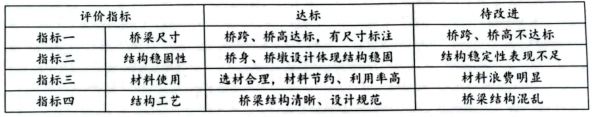 评价指标 达标 待改进
指标一 桥梁尺寸 桥跨、桥高达标，有尺寸标注 桥跨、桥高不达标
指标二 结构稳固性 桥身、桥墩设计体现结构稳固 结构稳定性表现不足
指标三 材料使用 选材合理，材料节约、利用率高 材料浪费明显
指标四 结构工艺 桥梁结构清晰、设计规范 桥梁结构混乱